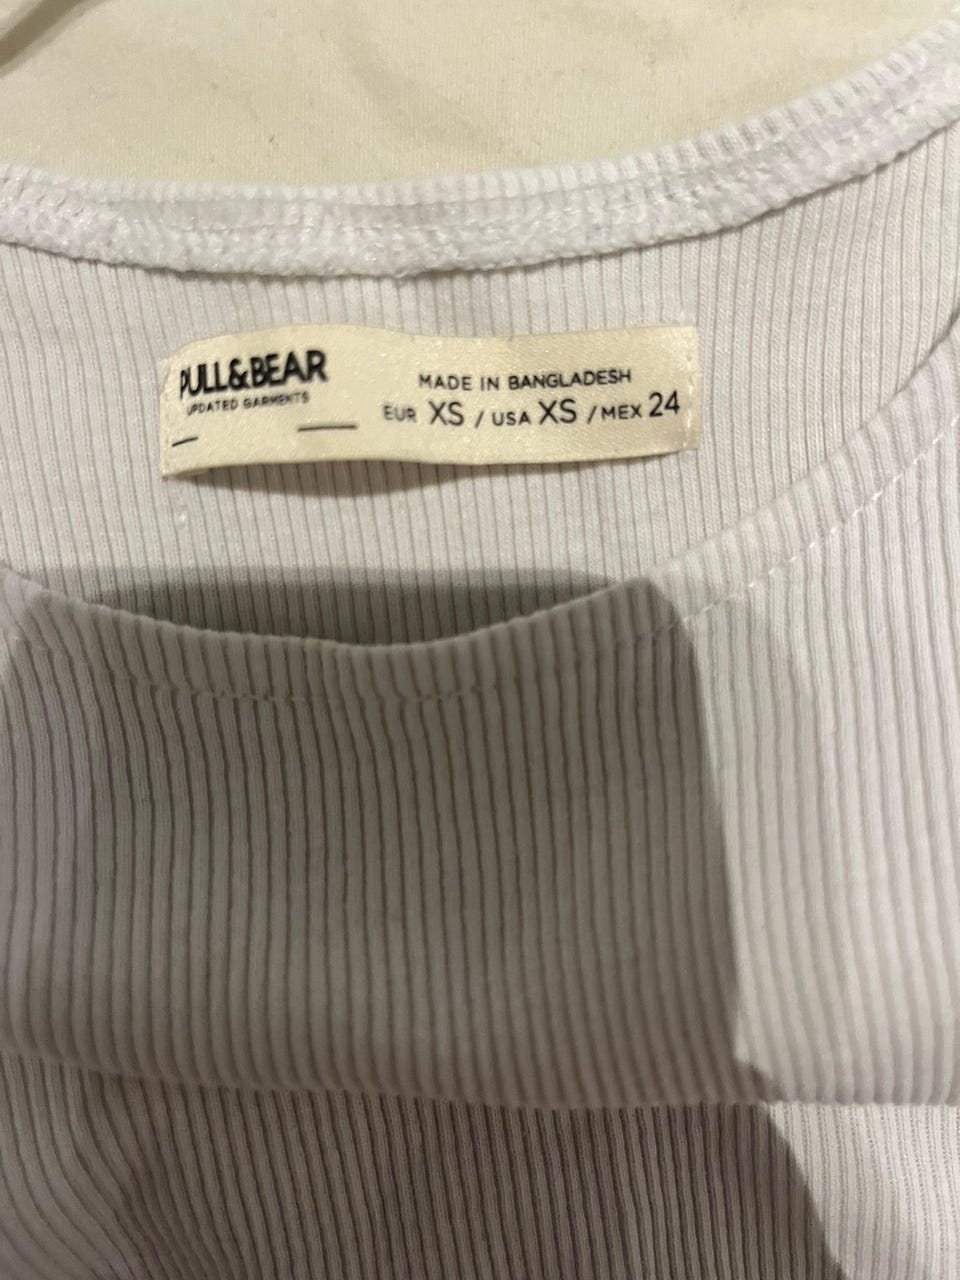 PULL&BEAR
UPDATED GARMENTS
MADE IN BANGLADESH
EUR XS / USA XS / MEX 24